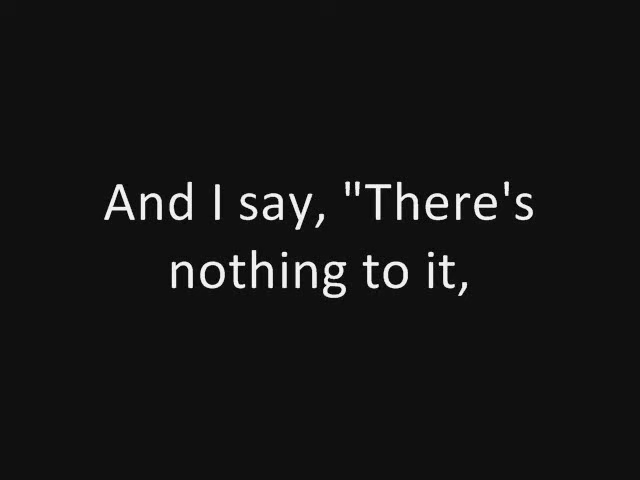 And I say, "There's
nothing to it,